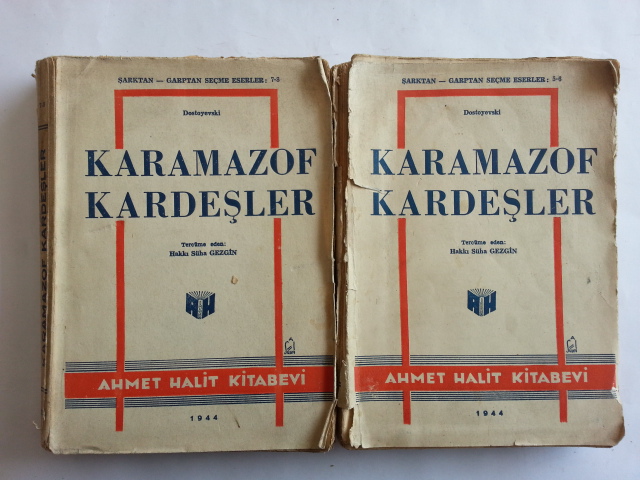 ŞARKTAN — GARPTAN SEÇME ESERLER: 7-8
Dostoyevski
KARAMAZOF
KARDEŞLER
Tercüme eden:
Hakkı Süha GEZGİN
AHMET HALİT KİTABEVİ
1944
KARAMAZOF KARDEŞLER
ŞARKTAN — GARPTAN SEÇME ESERLER: 5-6
Dostoyevski
KARAMAZOF
KARDEŞLER
Tercüme eden:
Hakkı Süha GEZGİN
AHMET HALİT KİTABEVİ
1944